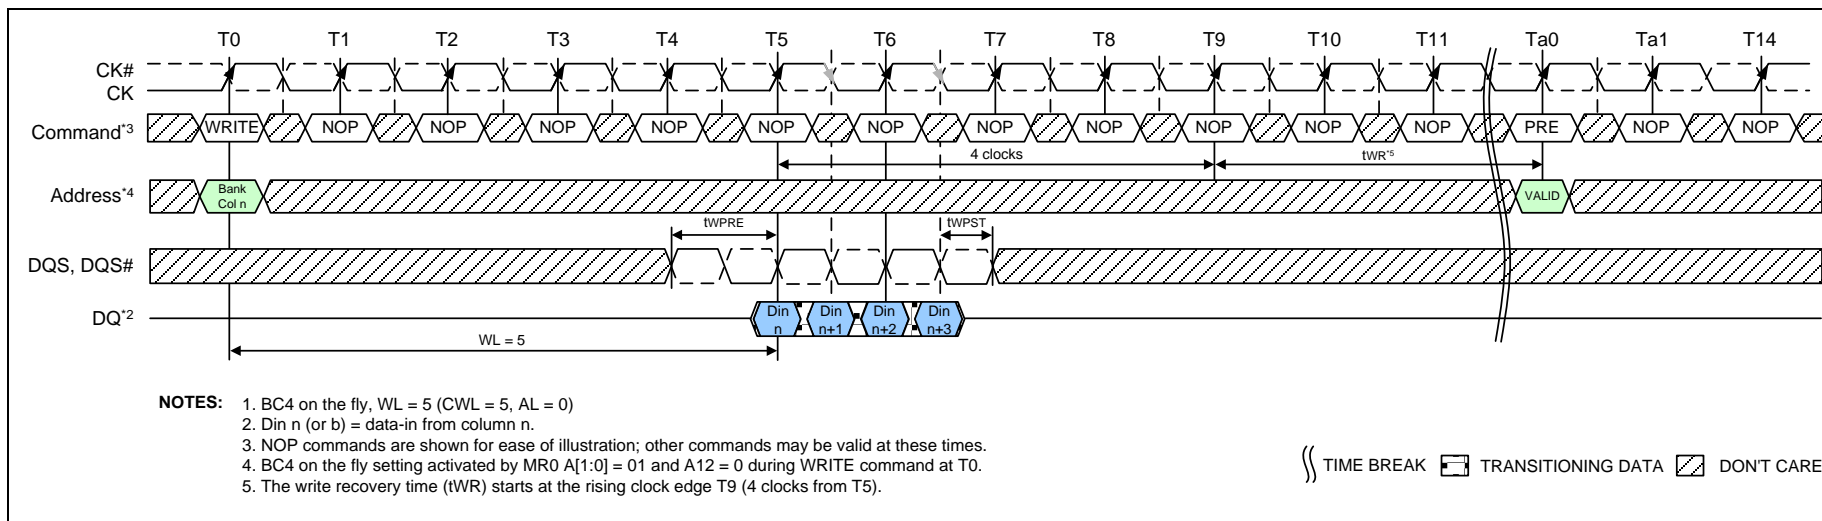 T0 T1 T2 T3 T4 T5 T6 T7 T8 T9 T10 T11 Ta0 Ta1 T14
CK#
CK
Command*3 WRITE NOP NOP NOP NOP NOP NOP NOP NOP NOP NOP NOP PRE NOP NOP
4 clocks tWR*5
Address*4 Bank Col n VALID
tWPRE tWPST
DQS, DQS#
DQ*2 Din n Din n+1 Din n+2 Din n+3
WL = 5
NOTES: 1. BC4 on the fly, WL = 5 (CWL = 5, AL = 0)
2. Din n (or b) = data-in from column n.
3. NOP commands are shown for ease of illustration; other commands may be valid at these times.
4. BC4 on the fly setting activated by MR0 A[1:0] = 01 and A12 = 0 during WRITE command at T0.
5. The write recovery time (tWR) starts at the rising clock edge T9 (4 clocks from T5).
TIME BREAK TRANSITIONING DATA DON'T CARE